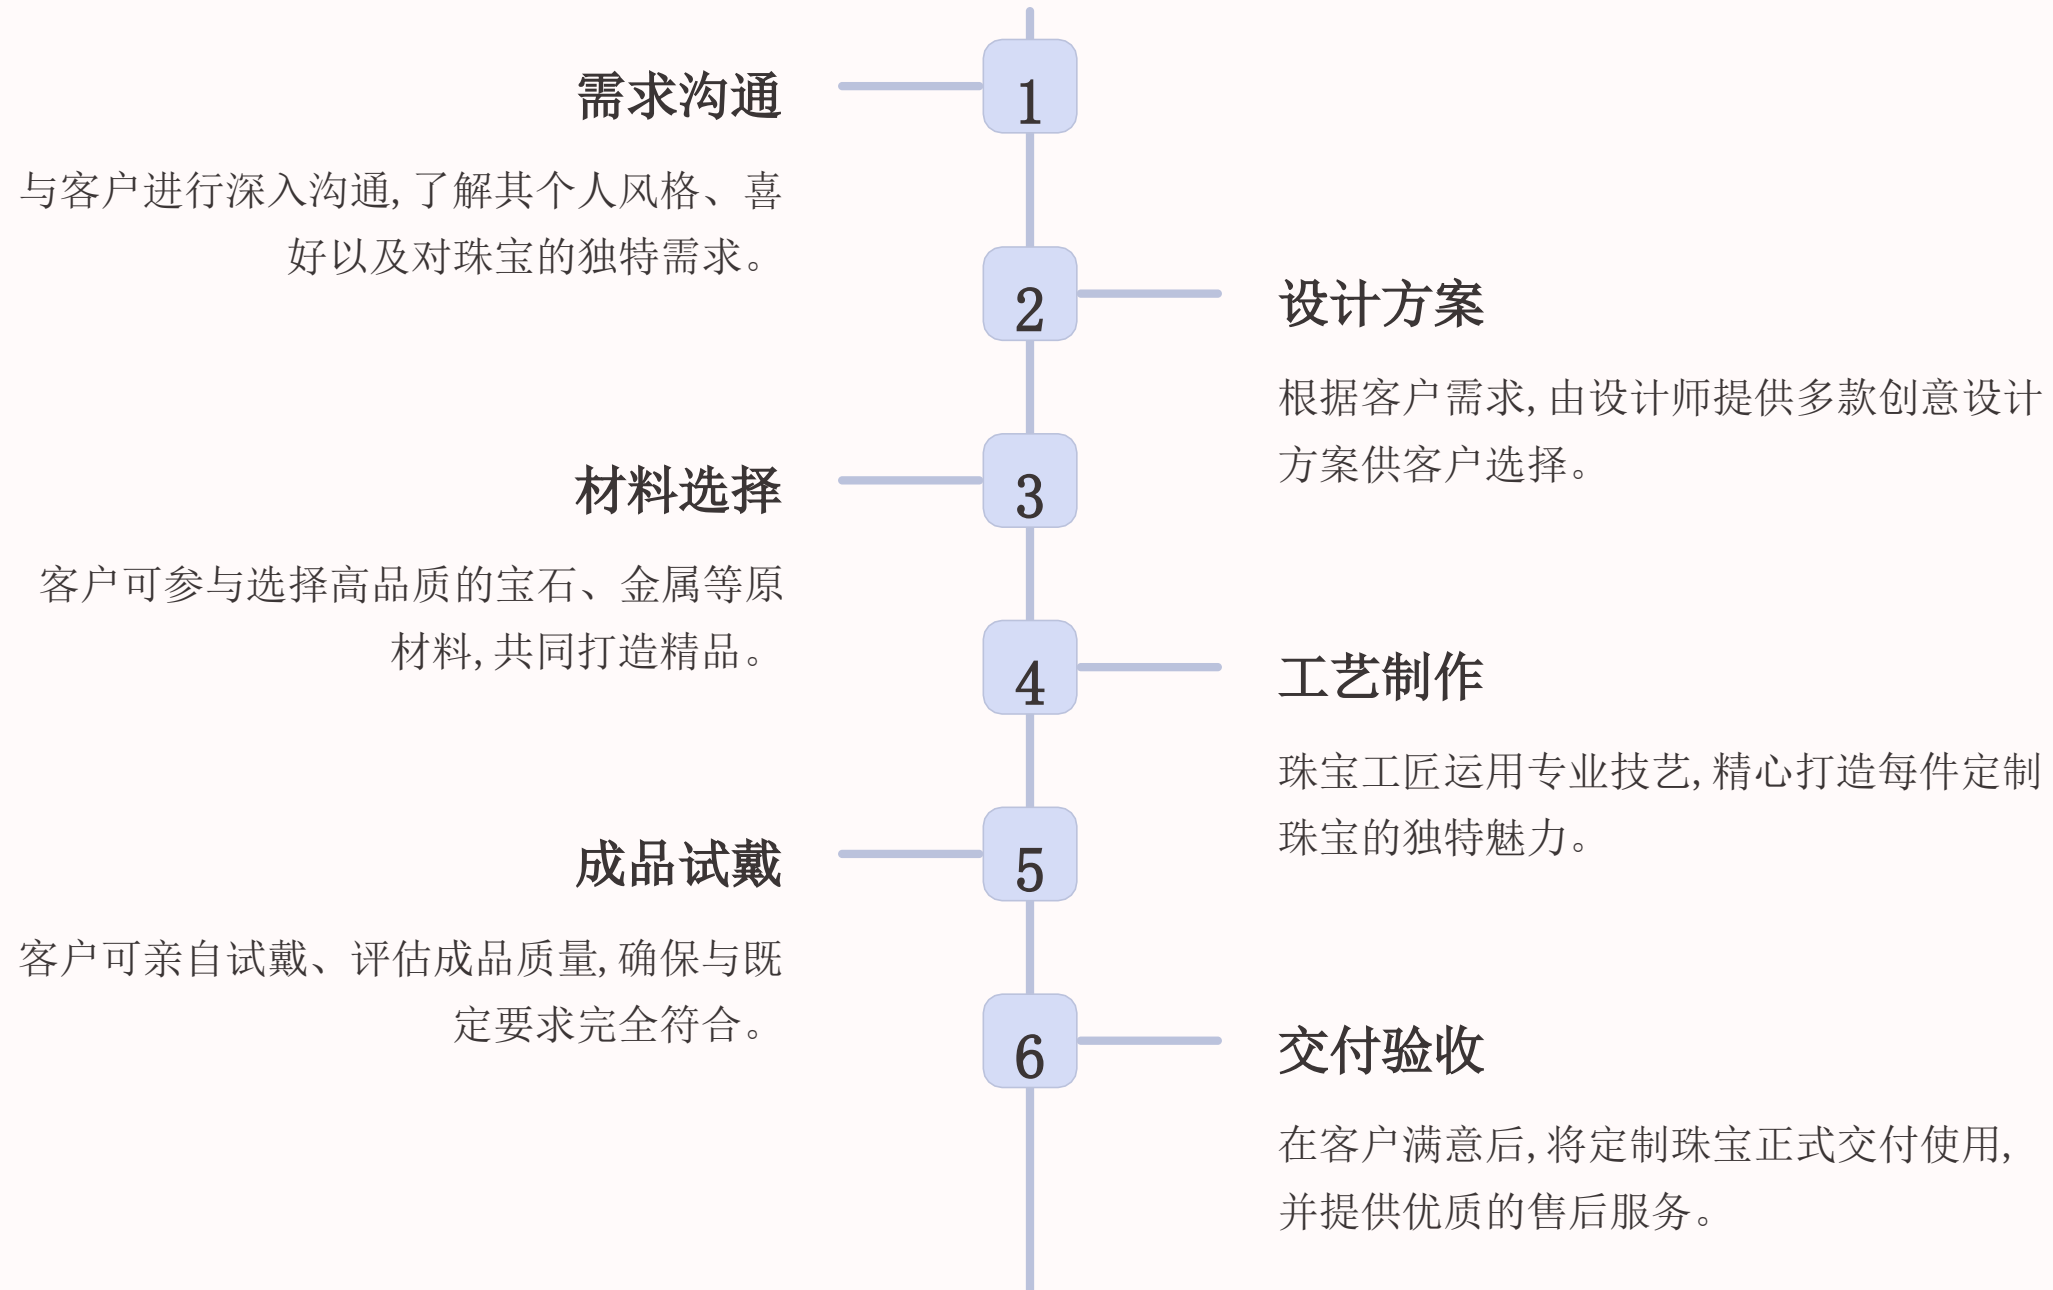 1
需求沟通
与客户进行深入沟通,了解其个人风格、喜
好以及对珠宝的独特需求。
2
设计方案
根据客户需求,由设计师提供多款创意设计
方案供客户选择。
3
材料选择
客户可参与选择高品质的宝石、金属等原
材料,共同打造精品。
4
工艺制作
珠宝工匠运用专业技艺,精心打造每件定制
珠宝的独特魅力。
5
成品试戴
客户可亲自试戴、评估成品质量,确保与既
定要求完全符合。
6
交付验收
在客户满意后,将定制珠宝正式交付使用,
并提供优质的售后服务。